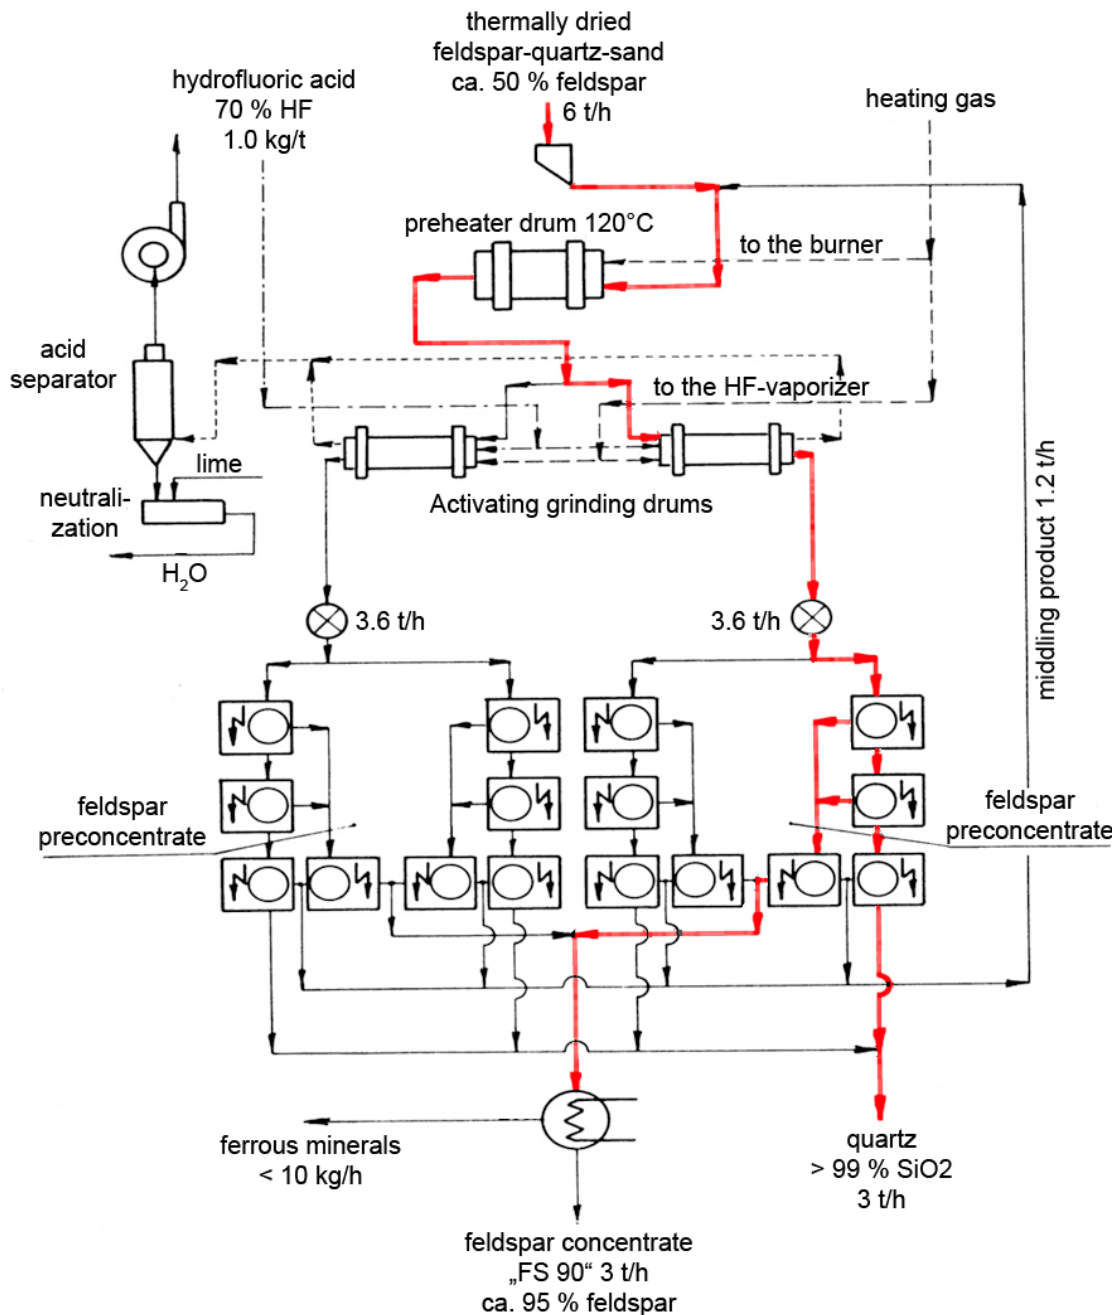 thermally dried
feldspar-quartz-sand
ca. 50 % feldspar
6 t/h
hydrofluoric acid
70 % HF
1.0 kg/t
heating gas
preheater drum 120°C
to the burner
acid
separator
to the HF-vaporizer
lime
neutrali-
zation
H₂O
Activating grinding drums
middling product 1.2 t/h
3.6 t/h
3.6 t/h
feldspar
preconcentrate
feldspar
preconcentrate
ferrous minerals
< 10 kg/h
quartz
> 99 % SiO2
3 t/h
feldspar concentrate
„FS 90“ 3 t/h
ca. 95 % feldspar